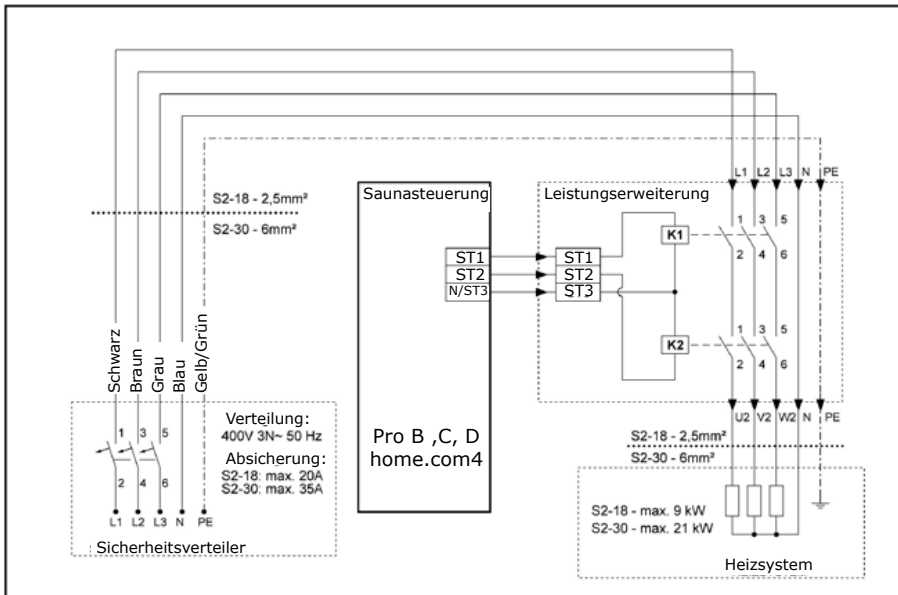 L1 L2 L3 N PE
Saunasteuerung
Leistungserweiterung
S2-18 - 2,5mm²
S2-30 - 6mm²
1 3 5
K1
2 4 6
ST1
ST2
N/ST3
ST1
ST2
ST3
1 3 5
K2
2 4 6
Schwarz
Braun
Grau
Blau
Gelb/Grün
U2 V2 W2 N PE
Verteilung:
400V 3N~ 50 Hz
Absicherung:
S2-18: max. 20A
S2-30: max. 35A
1 3 5
2 4 6
L1 L2 L3 N PE
Sicherheitsverteiler
Pro B ,C, D
home.com4
S2-18 - 2,5mm²
S2-30 - 6mm²
S2-18 - max. 9 kW
S2-30 - max. 21 kW
Heizsystem